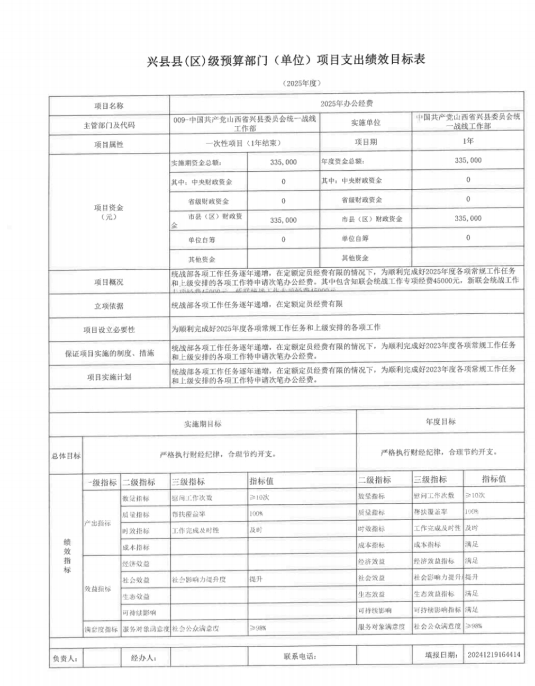 兴县县(区)级预算部门（单位）项目支出绩效目标表
（2025年度）
项目名称 2025年办公经费
主管部门及代码 009-中国共产党山西省兴县委员会统一战线工作部 实施单位 中国共产党山西省兴县委员会统一战线工作部
项目属性 一次性项目（1年结束） 项目期 1年
项目资金（元）
实施期资金总额： 335,000 年度资金总额： 335,000
其中：中央财政资金 0 其中：中央财政资金 0
省级财政资金 0 省级财政资金 0
市县（区）财政资金 335,000 市县（区）财政资金 335,000
单位自筹 0 单位自筹 0
其他资金 其他资金
项目概况 统战部各项工作任务逐年递增，在定额定员经费有限的情况下，为顺利完成好2025年度各项常规工作任务
和上级安排的各项工作特申请次笔办公经费。其中包含知联会统战工作专项经费45000元，新联会统战工作
立项依据 统战部各项工作任务逐年递增，在定额定员经费有限
项目设立必要性 为顺利完成好2025年度各项常规工作任务和上级安排的各项工作
保证项目实施的制度、措施 统战部各项工作任务逐年递增，在定额定员经费有限的情况下，为顺利完成好2023年度各项常规工作任务
和上级安排的各项工作特申请次笔办公经费。
项目实施计划 统战部各项工作任务逐年递增，在定额定员经费有限的情况下，为顺利完成好2023年度各项常规工作任务
和上级安排的各项工作特申请次笔办公经费。
实施期目标 年度目标
总体目标 严格执行财经纪律，合理节约开支。 严格执行财经纪律，合理节约开支。
绩效指标
一级指标 二级指标 三级指标 指标值 二级指标 三级指标 指标值
产出指标
数量指标 慰问工作次数 ≥10次 数量指标 慰问工作次数 ≥10次
质量指标 帮扶覆盖率 100% 质量指标 帮扶覆盖率 100%
时效指标 工作完成及时性 及时 时效指标 工作完成及时性 及时
成本指标 成本指标 成本指标 满足
效益指标
经济效益 经济效益 经济效益指标 满足
社会效益 社会影响力提升度 提升 社会效益 社会影响力提升 提升
生态效益 生态效益 生态效益指标 满足
可持续影响 可持续影响 可持续影响指标 满足
满意度指标 服务对象满意度 社会公众满意度 ≥98% 服务对象满意度 社会公众满意度 ≥98%
负责人： 经办人： 联系电话： 填报日期： 20241219164414